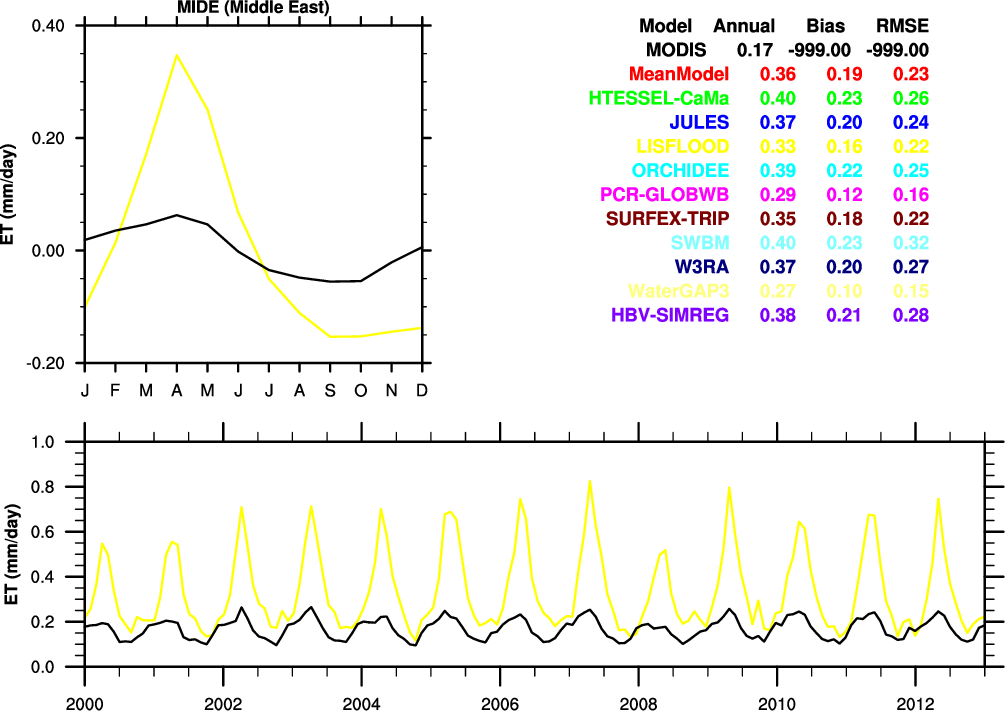 MIDE (Middle East)
0.40
0.20
0.00
-0.20
ET (mm/day)
J F M A M J J A S O N D
Model Annual Bias RMSE
MODIS 0.17 -999.00 -999.00
MeanModel 0.36 0.19 0.23
HTESSEL-CaMa 0.40 0.23 0.26
JULES 0.37 0.20 0.24
LISFLOOD 0.33 0.16 0.22
ORCHIDEE 0.39 0.22 0.25
PCR-GLOBWB 0.29 0.12 0.16
SURFEX-TRIP 0.35 0.18 0.22
SWBM 0.40 0.23 0.32
W3RA 0.37 0.20 0.27
WaterGAP3 0.27 0.10 0.15
HBV-SIMREG 0.38 0.21 0.28
1.0
0.8
0.6
0.4
0.2
0.0
ET (mm/day)
2000 2002 2004 2006 2008 2010 2012